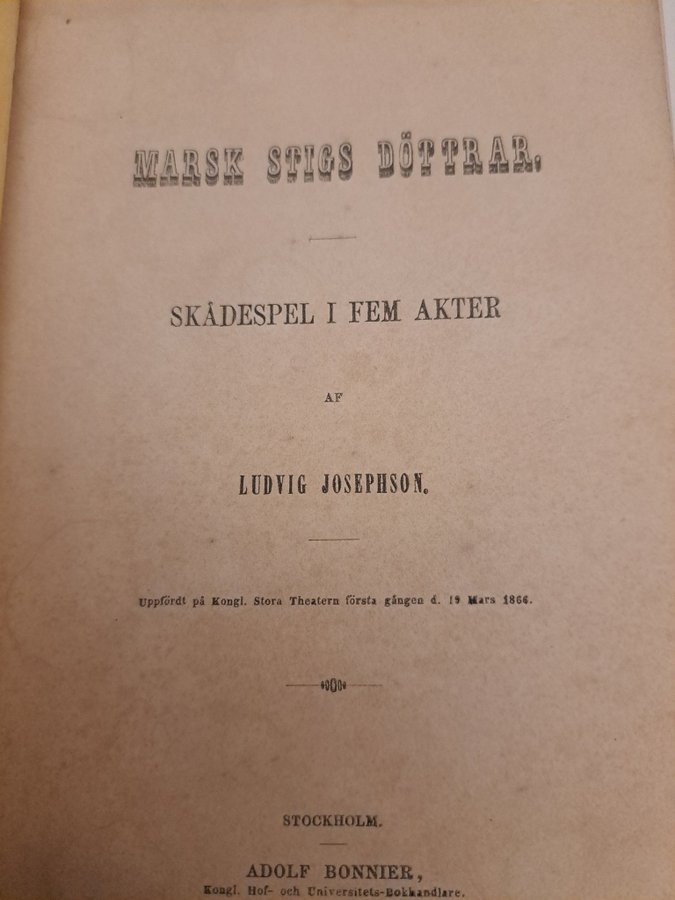 MARSK STIGS DÖTTRAR.
SKÅDESPEL I FEM AKTER
AF
LUDVIG JOSEPHSON.
Uppfördt på Kongl. Stora Theatern första gången d. 19 Mars 1866.
STOCKHOLM.
ADOLF BONNIER,
Kongl. Hof- och Universitets-Bokhandlare.